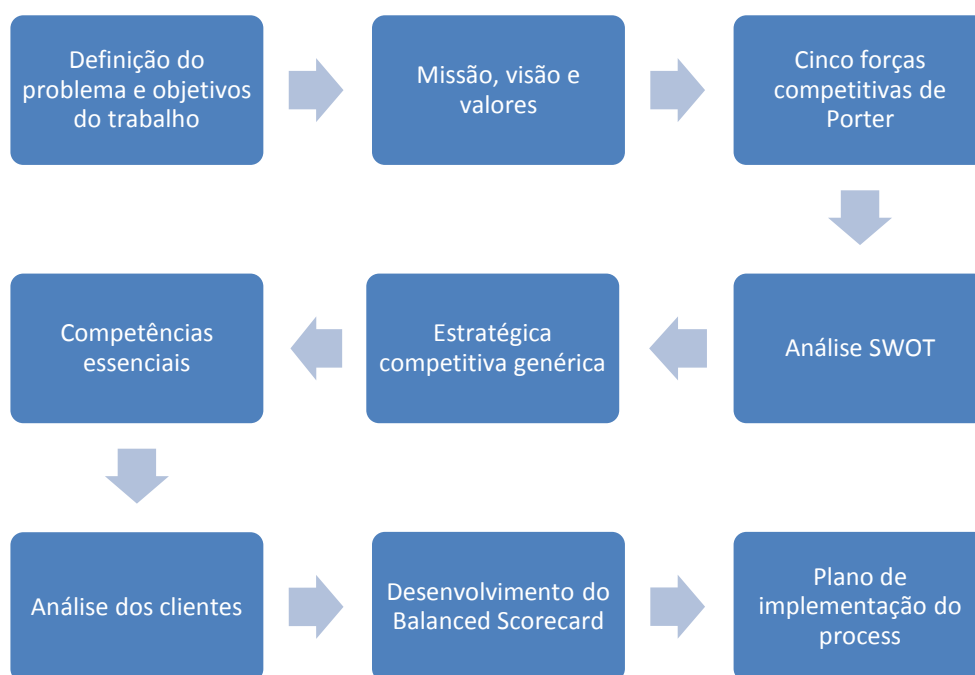 Definição do
problema e objetivos
do trabalho
Missão, visão e
valores
Cinco forças
competitivas de
Porter
Análise SWOT
Estratégica
competitiva genérica
Competências
essenciais
Análise dos clientes
Desenvolvimento do
Balanced Scorecard
Plano de
implementação do
process